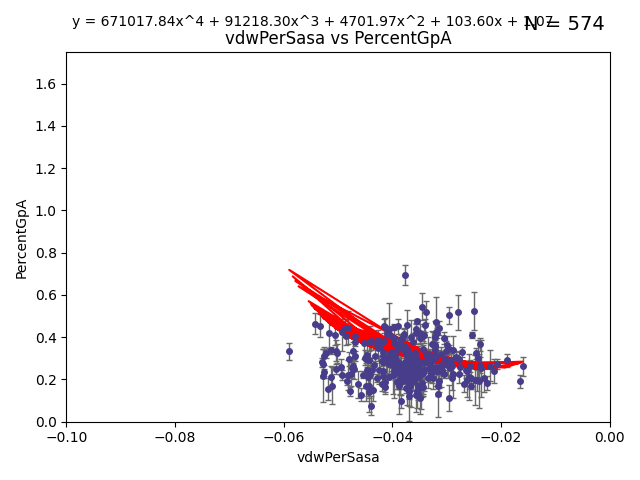 y = 671017.84x^4 + 91218.30x^3 + 4701.97x^2 + 103.60x + 1.07
N = 574
vdwPerSasa vs PercentGpA
PercentGpA
1.6
1.4
1.2
1.0
0.8
0.6
0.4
0.2
0.0
−0.10 −0.08 −0.06 −0.04 −0.02 0.00
vdwPerSasa